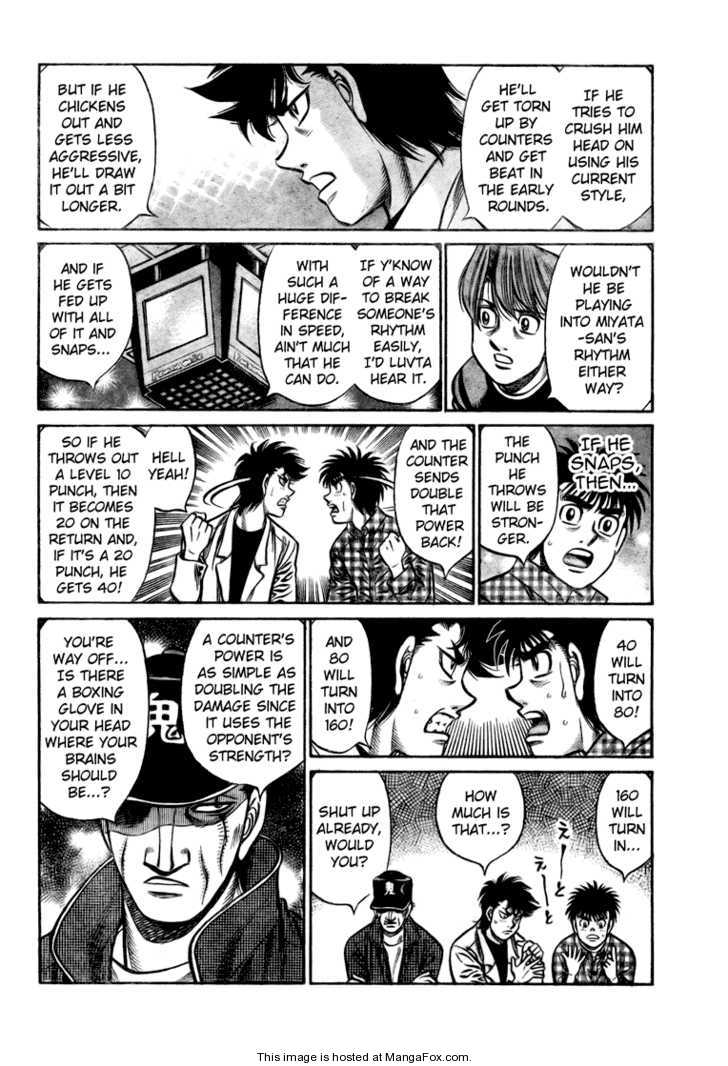 IF HE
TRIES TO
CRUSH HIM
HEAD ON
USING HIS
CURRENT
STYLE,
HE'LL
GET TORN
UP BY
COUNTERS
AND GET
BEAT IN
THE EARLY
ROUNDS.
BUT IF HE
CHICKENS
OUT AND
GETS LESS
AGGRESSIVE,
HE'LL DRAW
IT OUT A BIT
LONGER.
WOULDN'T
HE BE
PLAYING
INTO MIYATA
-SAN'S
RHYTHM
EITHER
WAY?
IF Y'KNOW
OF A WAY
TO BREAK
SOMEONE'S
RHYTHM
EASILY,
I'D LUVTA
HEAR IT.
WITH
SUCH A
HUGE DIF-
FERENCE
IN SPEED,
AIN'T MUCH
THAT HE
CAN DO.
AND IF
HE GETS
FED UP
WITH ALL
OF IT AND
SNAPS...
IF HE
SNAPS,
THEN...
THE
PUNCH
HE
THROWS
WILL BE
STRON-
GER.
AND THE
COUNTER
SENDS
DOUBLE
THAT
POWER
BACK!
HELL
YEAH!
SO IF HE
THROWS OUT
A LEVEL 10
PUNCH, THEN
IT BECOMES
20 ON THE
RETURN AND,
IF IT'S A 20
PUNCH, HE
GETS 40!
40
WILL
TURN
INTO
80!
AND
80
WILL
TURN
INTO
160!
160
WILL
TURN
IN...
えーと
えーと
HOW
MUCH IS
THAT...?
SHUT UP
ALREADY,
WOULD
YOU?
鬼
A COUNTER'S
POWER IS
AS SIMPLE AS
DOUBLING THE
DAMAGE SINCE
IT USES THE
OPPONENT'S
STRENGTH?
YOU'RE
WAY OFF...
IS THERE
A BOXING
GLOVE IN
YOUR HEAD
WHERE YOUR
BRAINS
SHOULD
BE...?
鬼
This image is hosted at MangaFox.com.